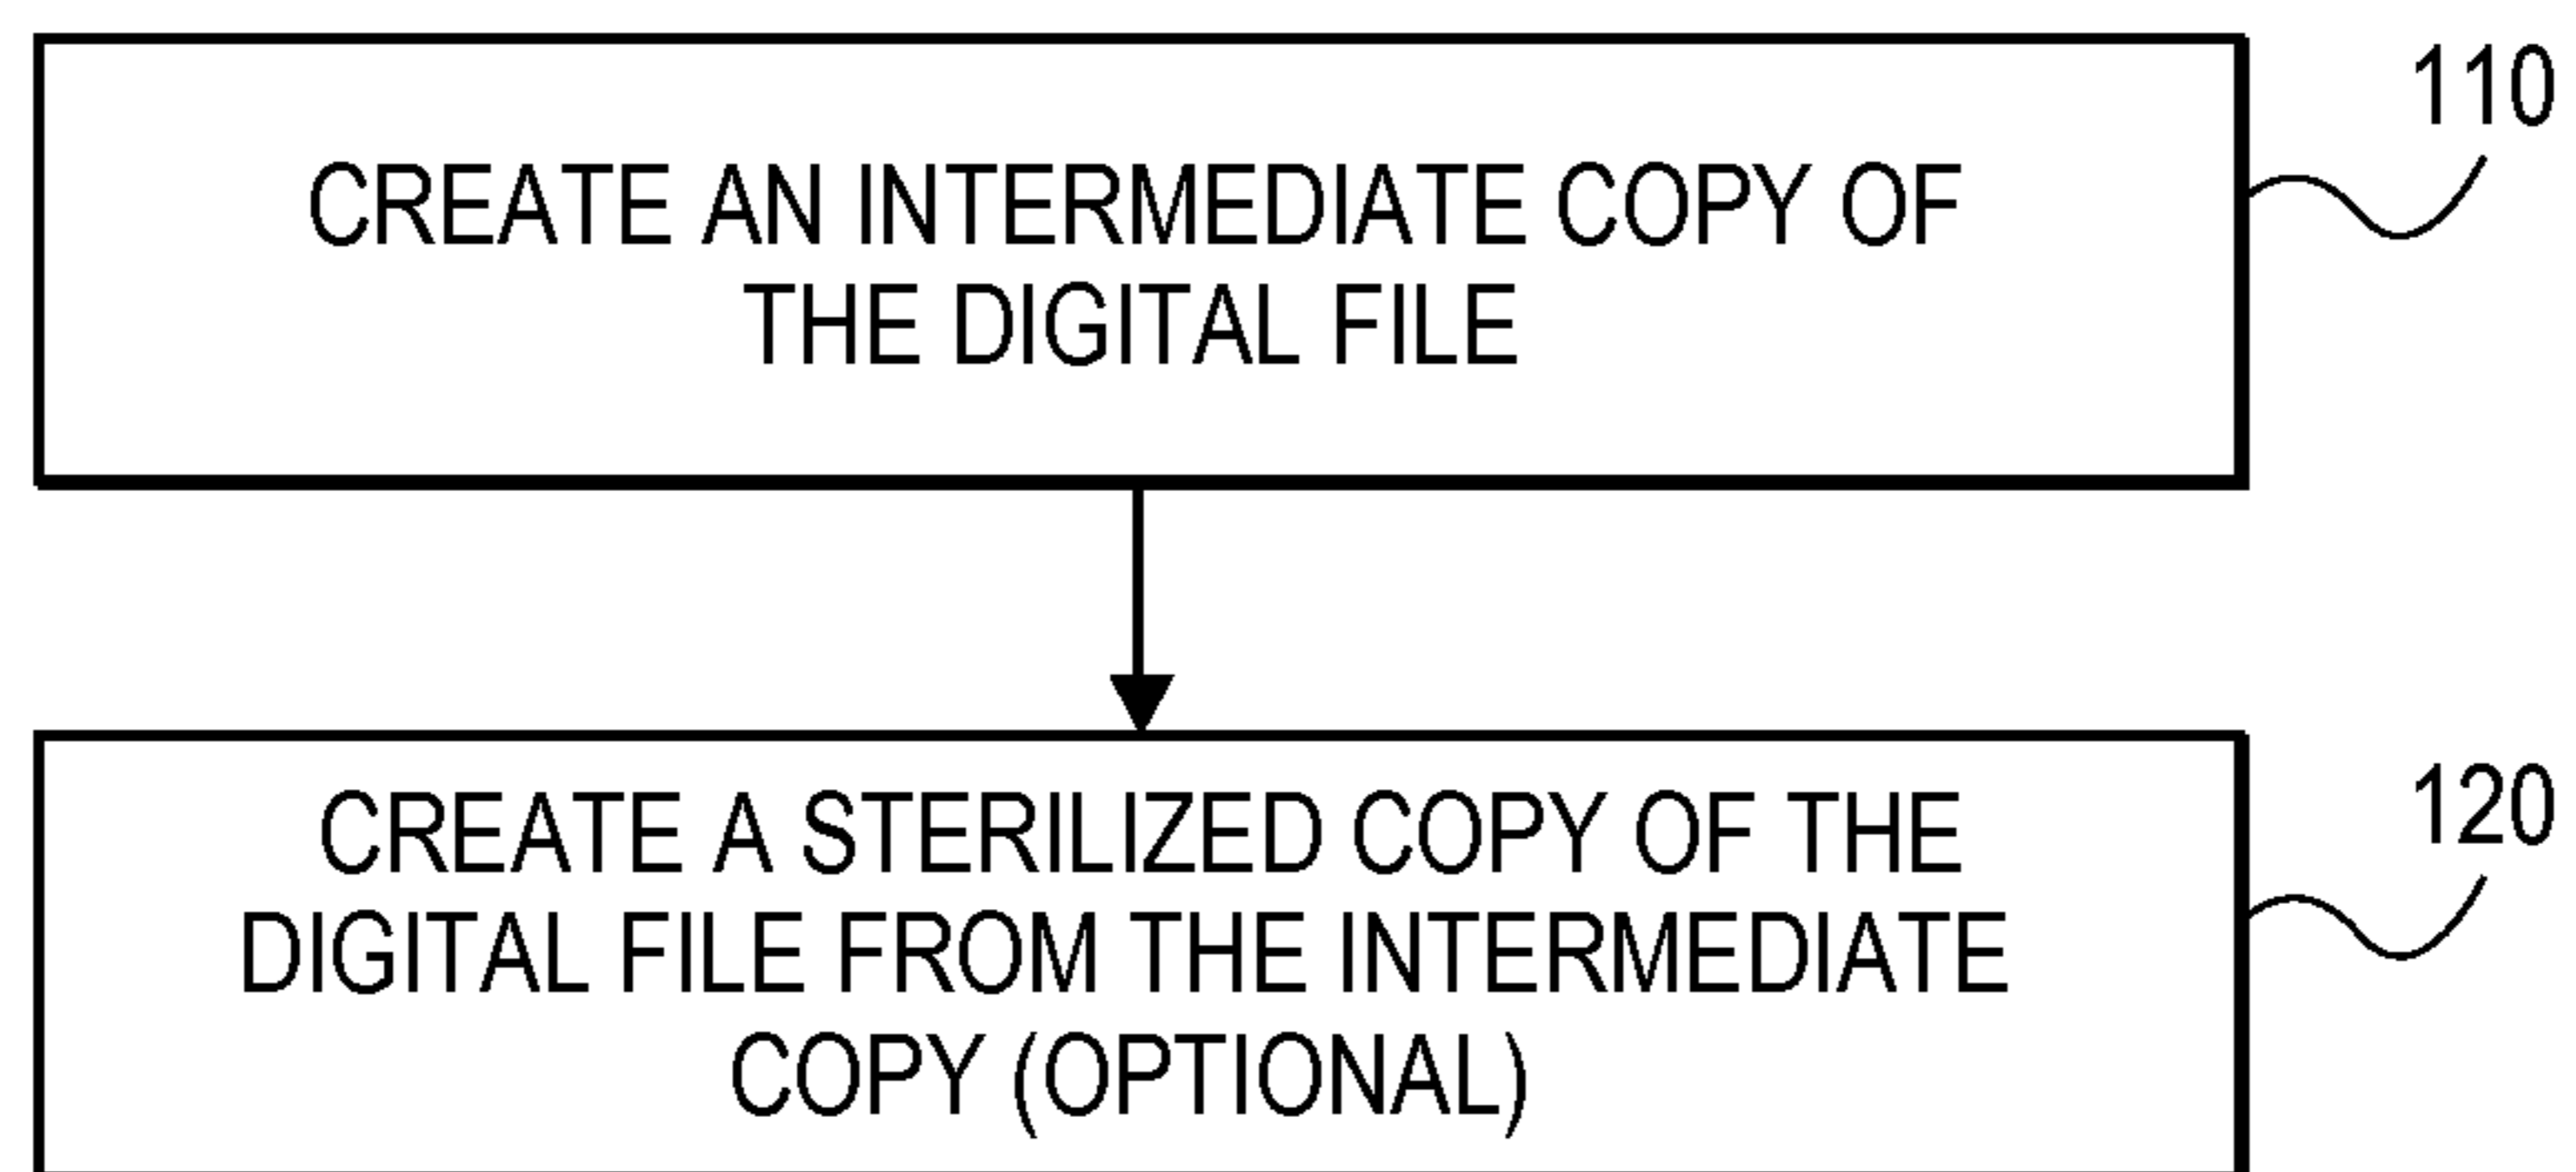 110
CREATE AN INTERMEDIATE COPY OF
THE DIGITAL FILE
120
CREATE A STERILIZED COPY OF THE
DIGITAL FILE FROM THE INTERMEDIATE
COPY (OPTIONAL)